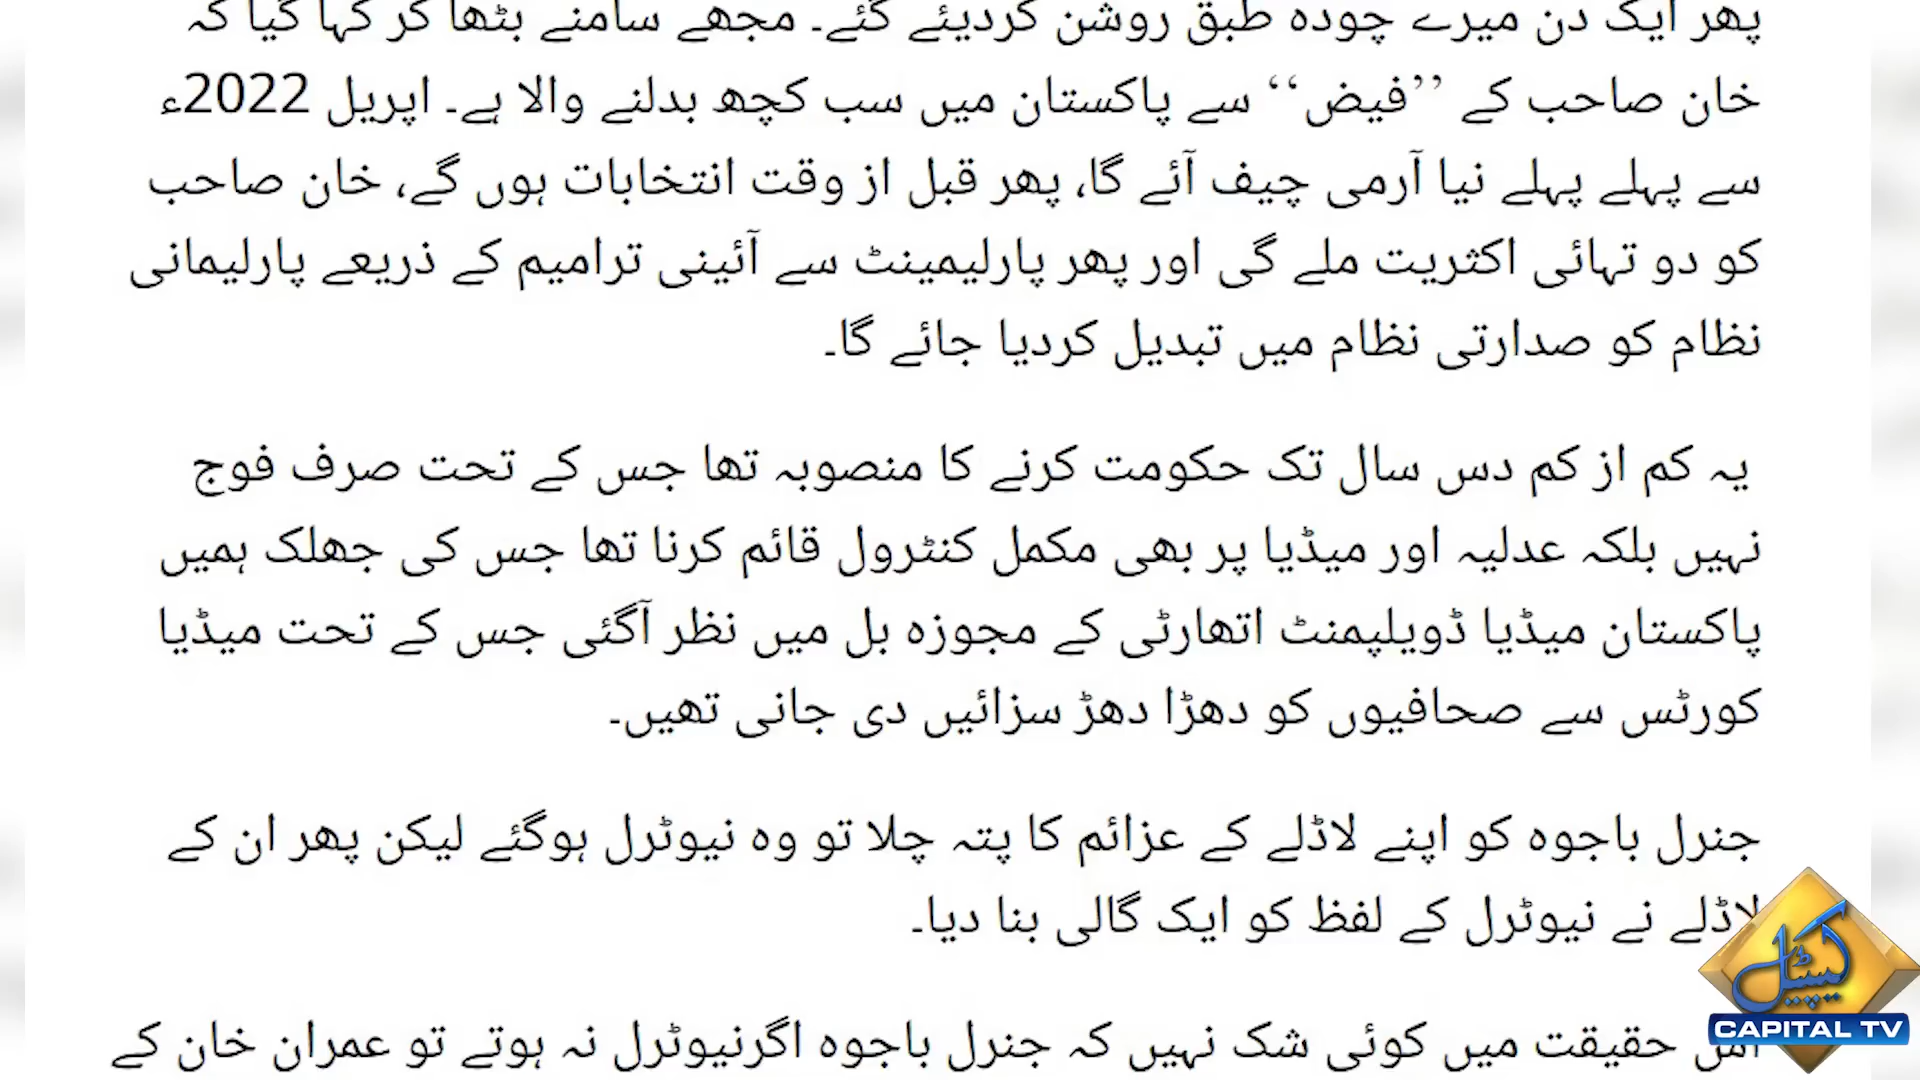 پھر ایک دن میرے چودہ طبق روشن کردیئے گئے۔ مجھے سامنے بٹھا کر کہا گیا کہ
خان صاحب کے ’’فیض‘‘ سے پاکستان میں سب کچھ بدلنے والا ہے۔ اپریل 2022ء
سے پہلے پہلے نیا آرمی چیف آئے گا، پھر قبل از وقت انتخابات ہوں گے، خان صاحب
کو دو تہائی اکثریت ملے گی اور پھر پارلیمینٹ سے آئینی ترامیم کے ذریعے پارلیمانی
نظام کو صدارتی نظام میں تبدیل کردیا جائے گا۔
یہ کم از کم دس سال تک حکومت کرنے کا منصوبہ تھا جس کے تحت صرف فوج
نہیں بلکہ عدلیہ اور میڈیا پر بھی مکمل کنٹرول قائم کرنا تھا جس کی جھلک ہمیں
پاکستان میڈیا ڈویلپمنٹ اتھارٹی کے مجوزہ بل میں نظر آگئی جس کے تحت میڈیا
کورٹس سے صحافیوں کو دھڑا دھڑ سزائیں دی جانی تھیں۔
جنرل باجوہ کو اپنے لاڈلے کے عزائم کا پتہ چلا تو وہ نیوٹرل ہوگئے لیکن پھر ان کے
لاڈلے نے نیوٹرل کے لفظ کو ایک گالی بنا دیا۔
حقیقت میں کوئی شک نہیں کہ جنرل باجوہ اگرنیوٹرل نہ ہوتے تو عمران خان کے
کیپیٹل
CAPITAL TV